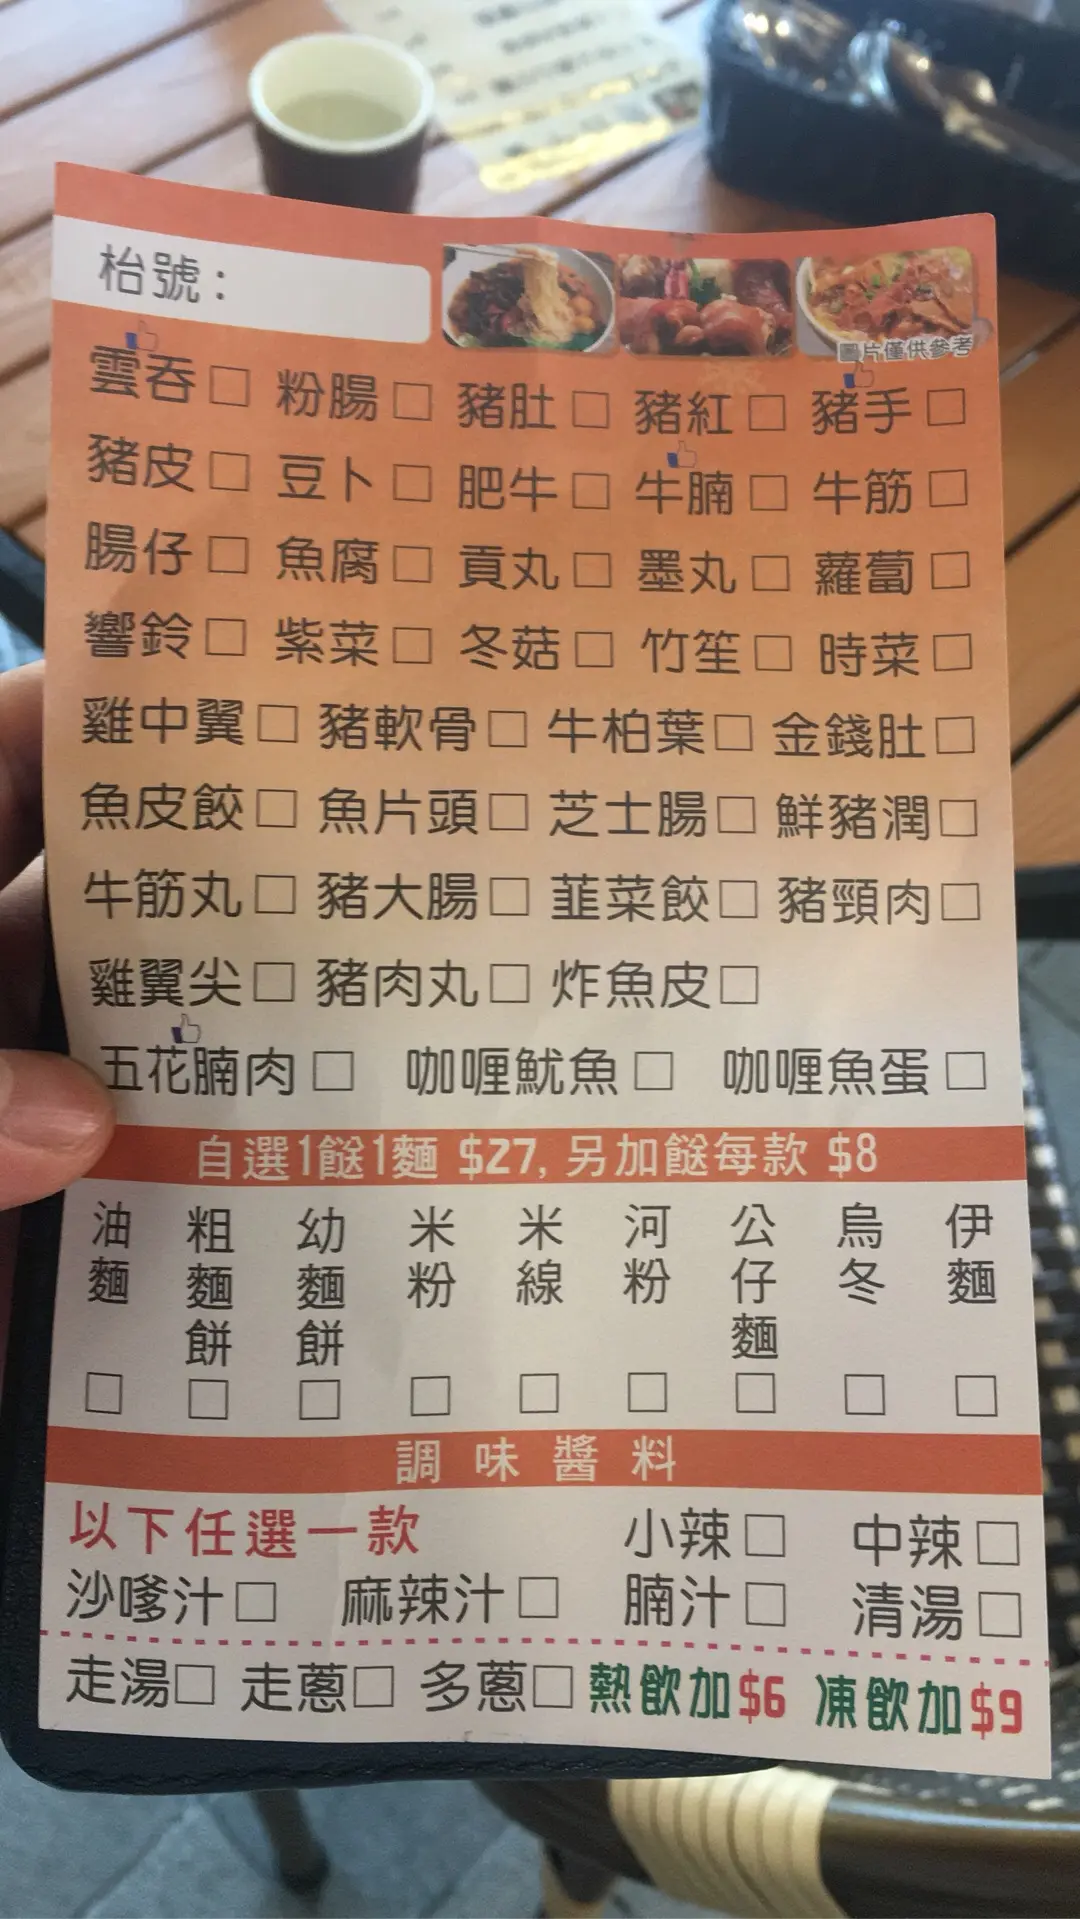 枱號：
圖片僅供參考
雲吞□ 粉腸□ 豬肚□ 豬紅□ 豬手□
豬皮□ 豆卜□ 肥牛□ 牛腩□ 牛筋□
腸仔□ 魚腐□ 貢丸□ 墨丸□ 蘿蔔□
響鈴□ 紫菜□ 冬菇□ 竹笙□ 時菜□
雞中翼□ 豬軟骨□ 牛柏葉□ 金錢肚□
魚皮餃□ 魚片頭□ 芝士腸□ 鮮豬潤□
牛筋丸□ 豬大腸□ 韮菜餃□ 豬頸肉□
雞翼尖□ 豬肉丸□ 炸魚皮□
五花腩肉□ 咖喱魷魚□ 咖喱魚蛋□
自選1餸1麵 $27, 另加餸每款 $8
油麵□ 粗麵餅□ 幼麵餅□ 米粉□ 米線□ 河粉□ 公仔麵□ 烏冬□ 伊麵□
調味醬料
以下任選一款 小辣□ 中辣□
沙嗲汁□ 麻辣汁□ 腩汁□ 清湯□
走湯□ 走蔥□ 多蔥□ 熱飲加$6 凍飲加$9